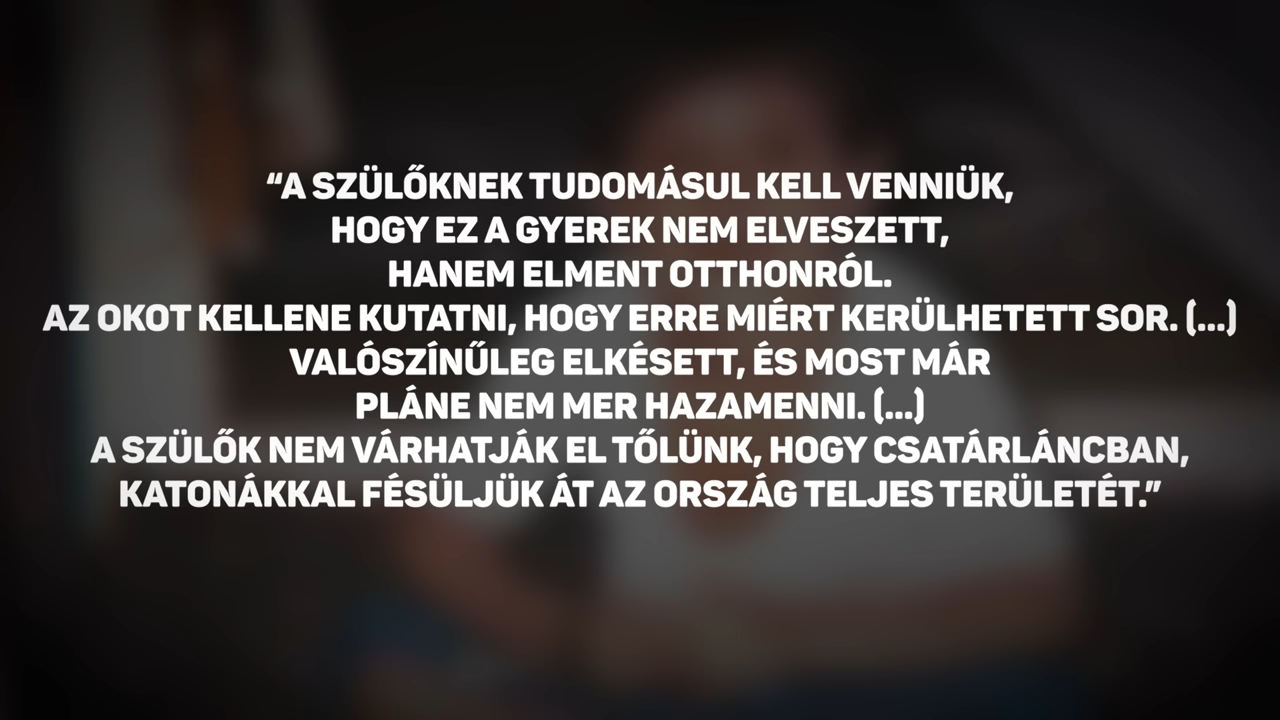 “A SZÜLŐKNEK TUDOMÁSUL KELL VENNIÜK,
HOGY EZ A GYEREK NEM ELVESZETT,
HANEM ELMENT OTTHONRÓL.
AZ OKOT KELLENE KUTATNI, HOGY ERRE MIÉRT KERÜLHETETT SOR. (...)
VALÓSZÍNŰLEG ELKÉSETT, ÉS MOST MÁR
PLÁNE NEM MER HAZAMENNI. (...)
A SZÜLŐK NEM VÁRHATJÁK EL TŐLÜNK, HOGY CSATÁRLÁNCBAN,
KATONÁKKAL FÉSÜLJÜK ÁT AZ ORSZÁG TELJES TERÜLETÉT.”